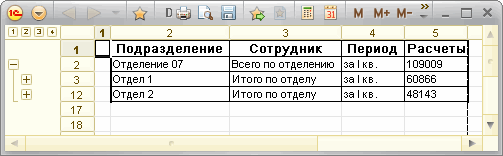 D 31 M M+ M-
1 2 3 4
1 2 3 4 5
1 Подразделение Сотрудник Период Расчеты
2 Отделение 07 Всего по отделению за I кв. 109009
3 Отдел 1 Итого по отделу за I кв. 60866
12 Отдел 2 Итого по отделу за I кв. 48143
17
18